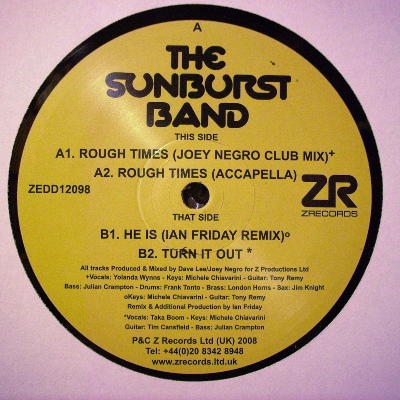 A
THE
SUNBURST
BAND
THIS SIDE
A1. ROUGH TIMES (JOEY NEGRO CLUB MIX)+
A2. ROUGH TIMES (ACCAPELLA)
ZEDD12098
ZR
ZRECORDS
THAT SIDE
B1. HE IS (IAN FRIDAY REMIX)o
B2. TURN IT OUT *
All tracks Produced & Mixed by Dave Lee/Joey Negro for Z Productions Ltd
+Vocals: Yolanda Wynns - Keys: Michele Chiavarini - Guitar: Tony Remy
Bass: Julian Crampton - Drums: Frank Tonto - Brass: London Horns - Sax: Jim Knight
oKeys: Michele Chiavarini - Guitar: Tony Remy
Remix & Additional Production by Ian Friday
*Vocals: Taka Boom - Keys: Michele Chiavarini
Guitar: Tim Cansfield - Bass: Julian Crampton
P&C Z Records Ltd (UK) 2008
Tel: +44(0)20 8342 8948
www.zrecords.ltd.uk